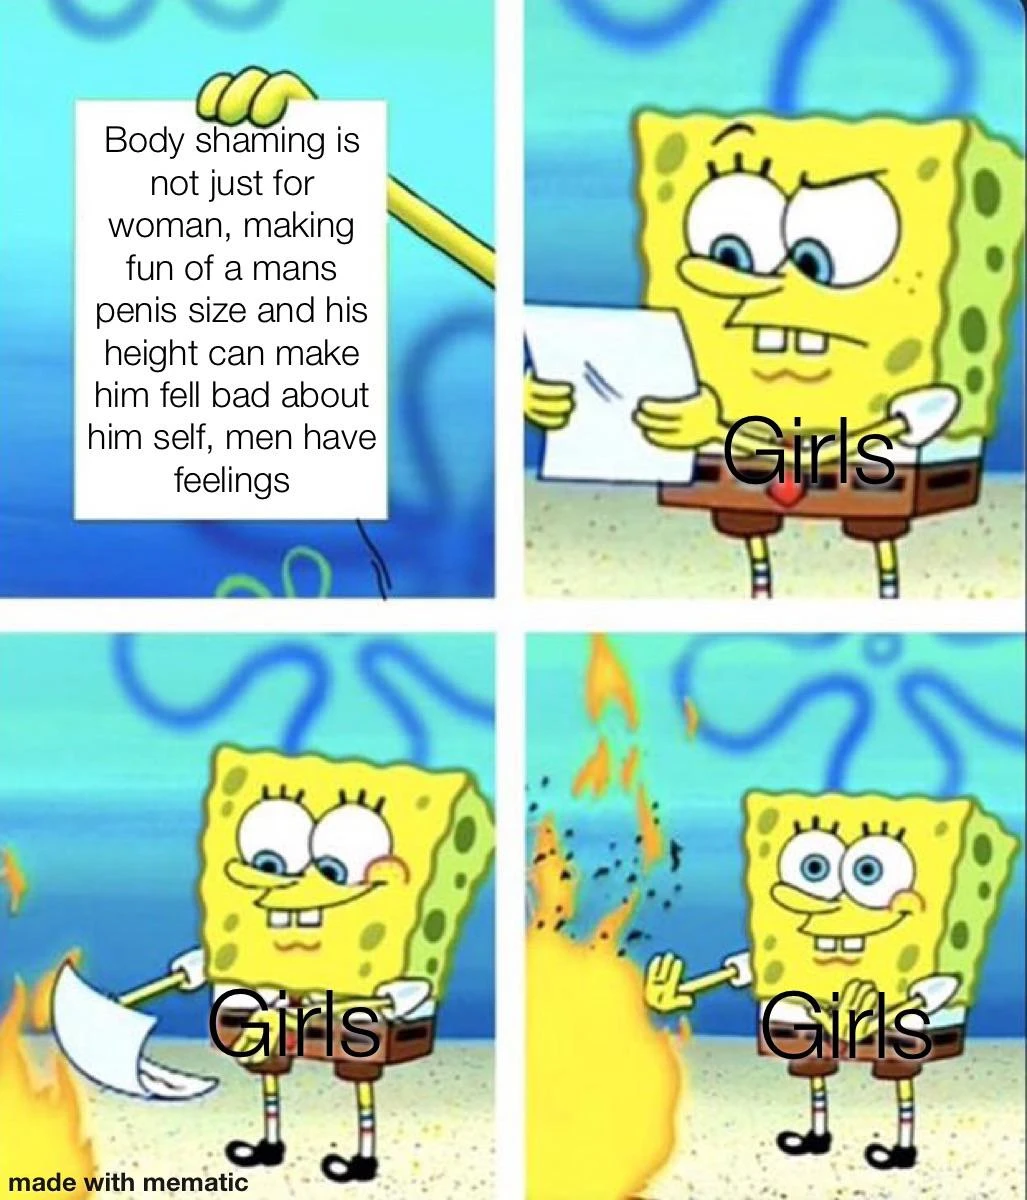 Body shaming is
not just for
woman, making
fun of a mans
penis size and his
height can make
him fell bad about
him self, men have
feelings
Girls
Girls
Girls
made with mematic